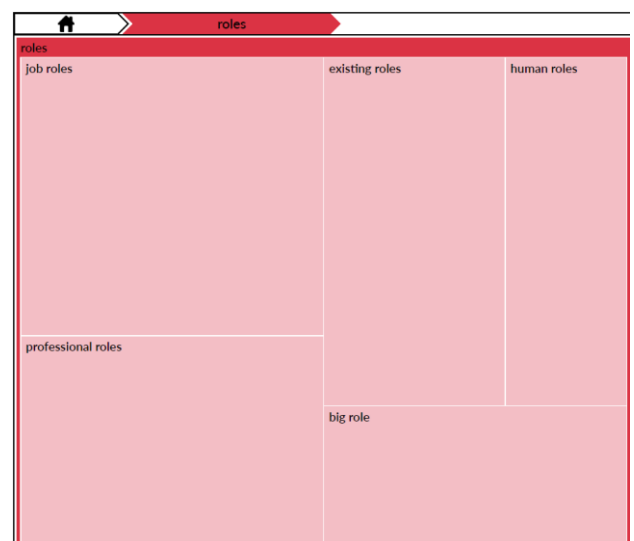 roles
roles
job roles
existing roles
human roles
professional roles
big role